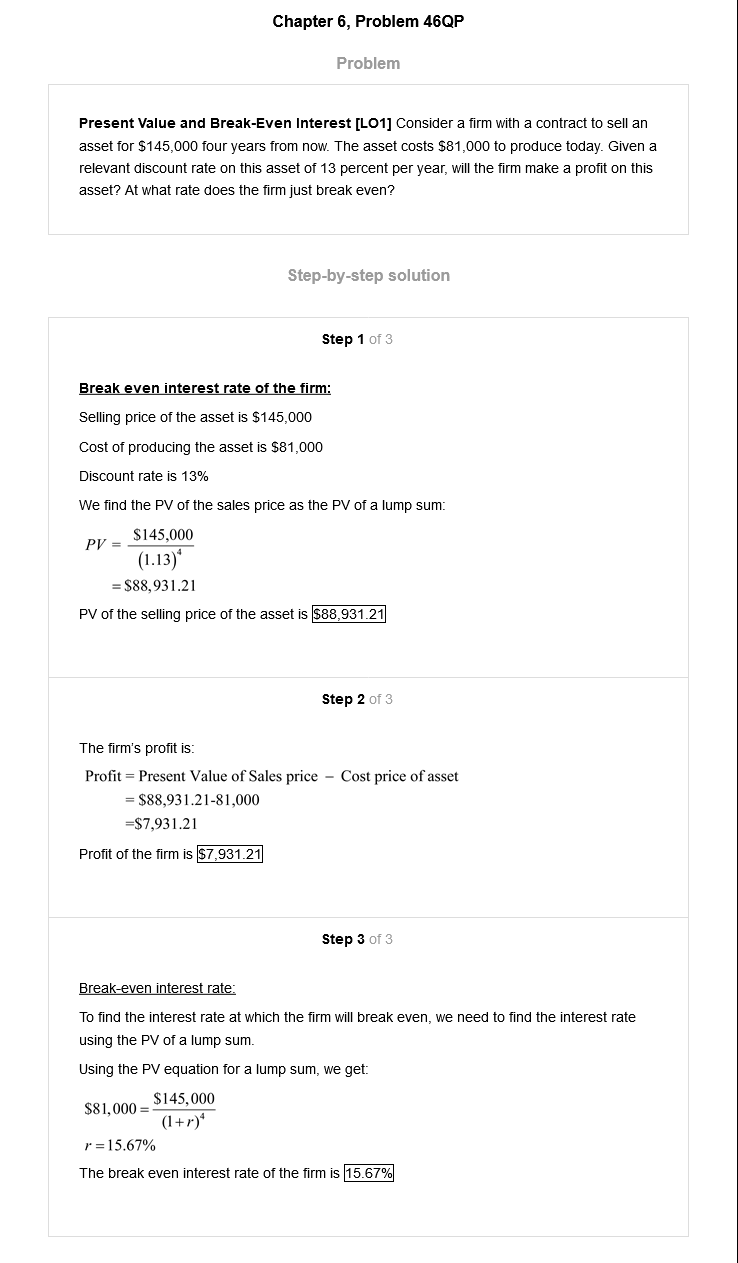 Chapter 6, Problem 46QP
Problem
Present Value and Break-Even Interest [LO1] Consider a firm with a contract to sell an
asset for $145,000 four years from now. The asset costs $81,000 to produce today. Given a
relevant discount rate on this asset of 13 percent per year, will the firm make a profit on this
asset? At what rate does the firm just break even?
Step-by-step solution
Step 1 of 3
Break even interest rate of the firm:
Selling price of the asset is $145,000
Cost of producing the asset is $81,000
Discount rate is 13%
We find the PV of the sales price as the PV of a lump sum:
PV = $145,000 / (1.13)^4
= $88,931.21
PV of the selling price of the asset is $88,931.21
Step 2 of 3
The firm's profit is:
Profit = Present Value of Sales price − Cost price of asset
= $88,931.21-81,000
=$7,931.21
Profit of the firm is $7,931.21
Step 3 of 3
Break-even interest rate:
To find the interest rate at which the firm will break even, we need to find the interest rate
using the PV of a lump sum.
Using the PV equation for a lump sum, we get:
$81,000 = $145,000 / (1+r)^4
r = 15.67%
The break even interest rate of the firm is 15.67%